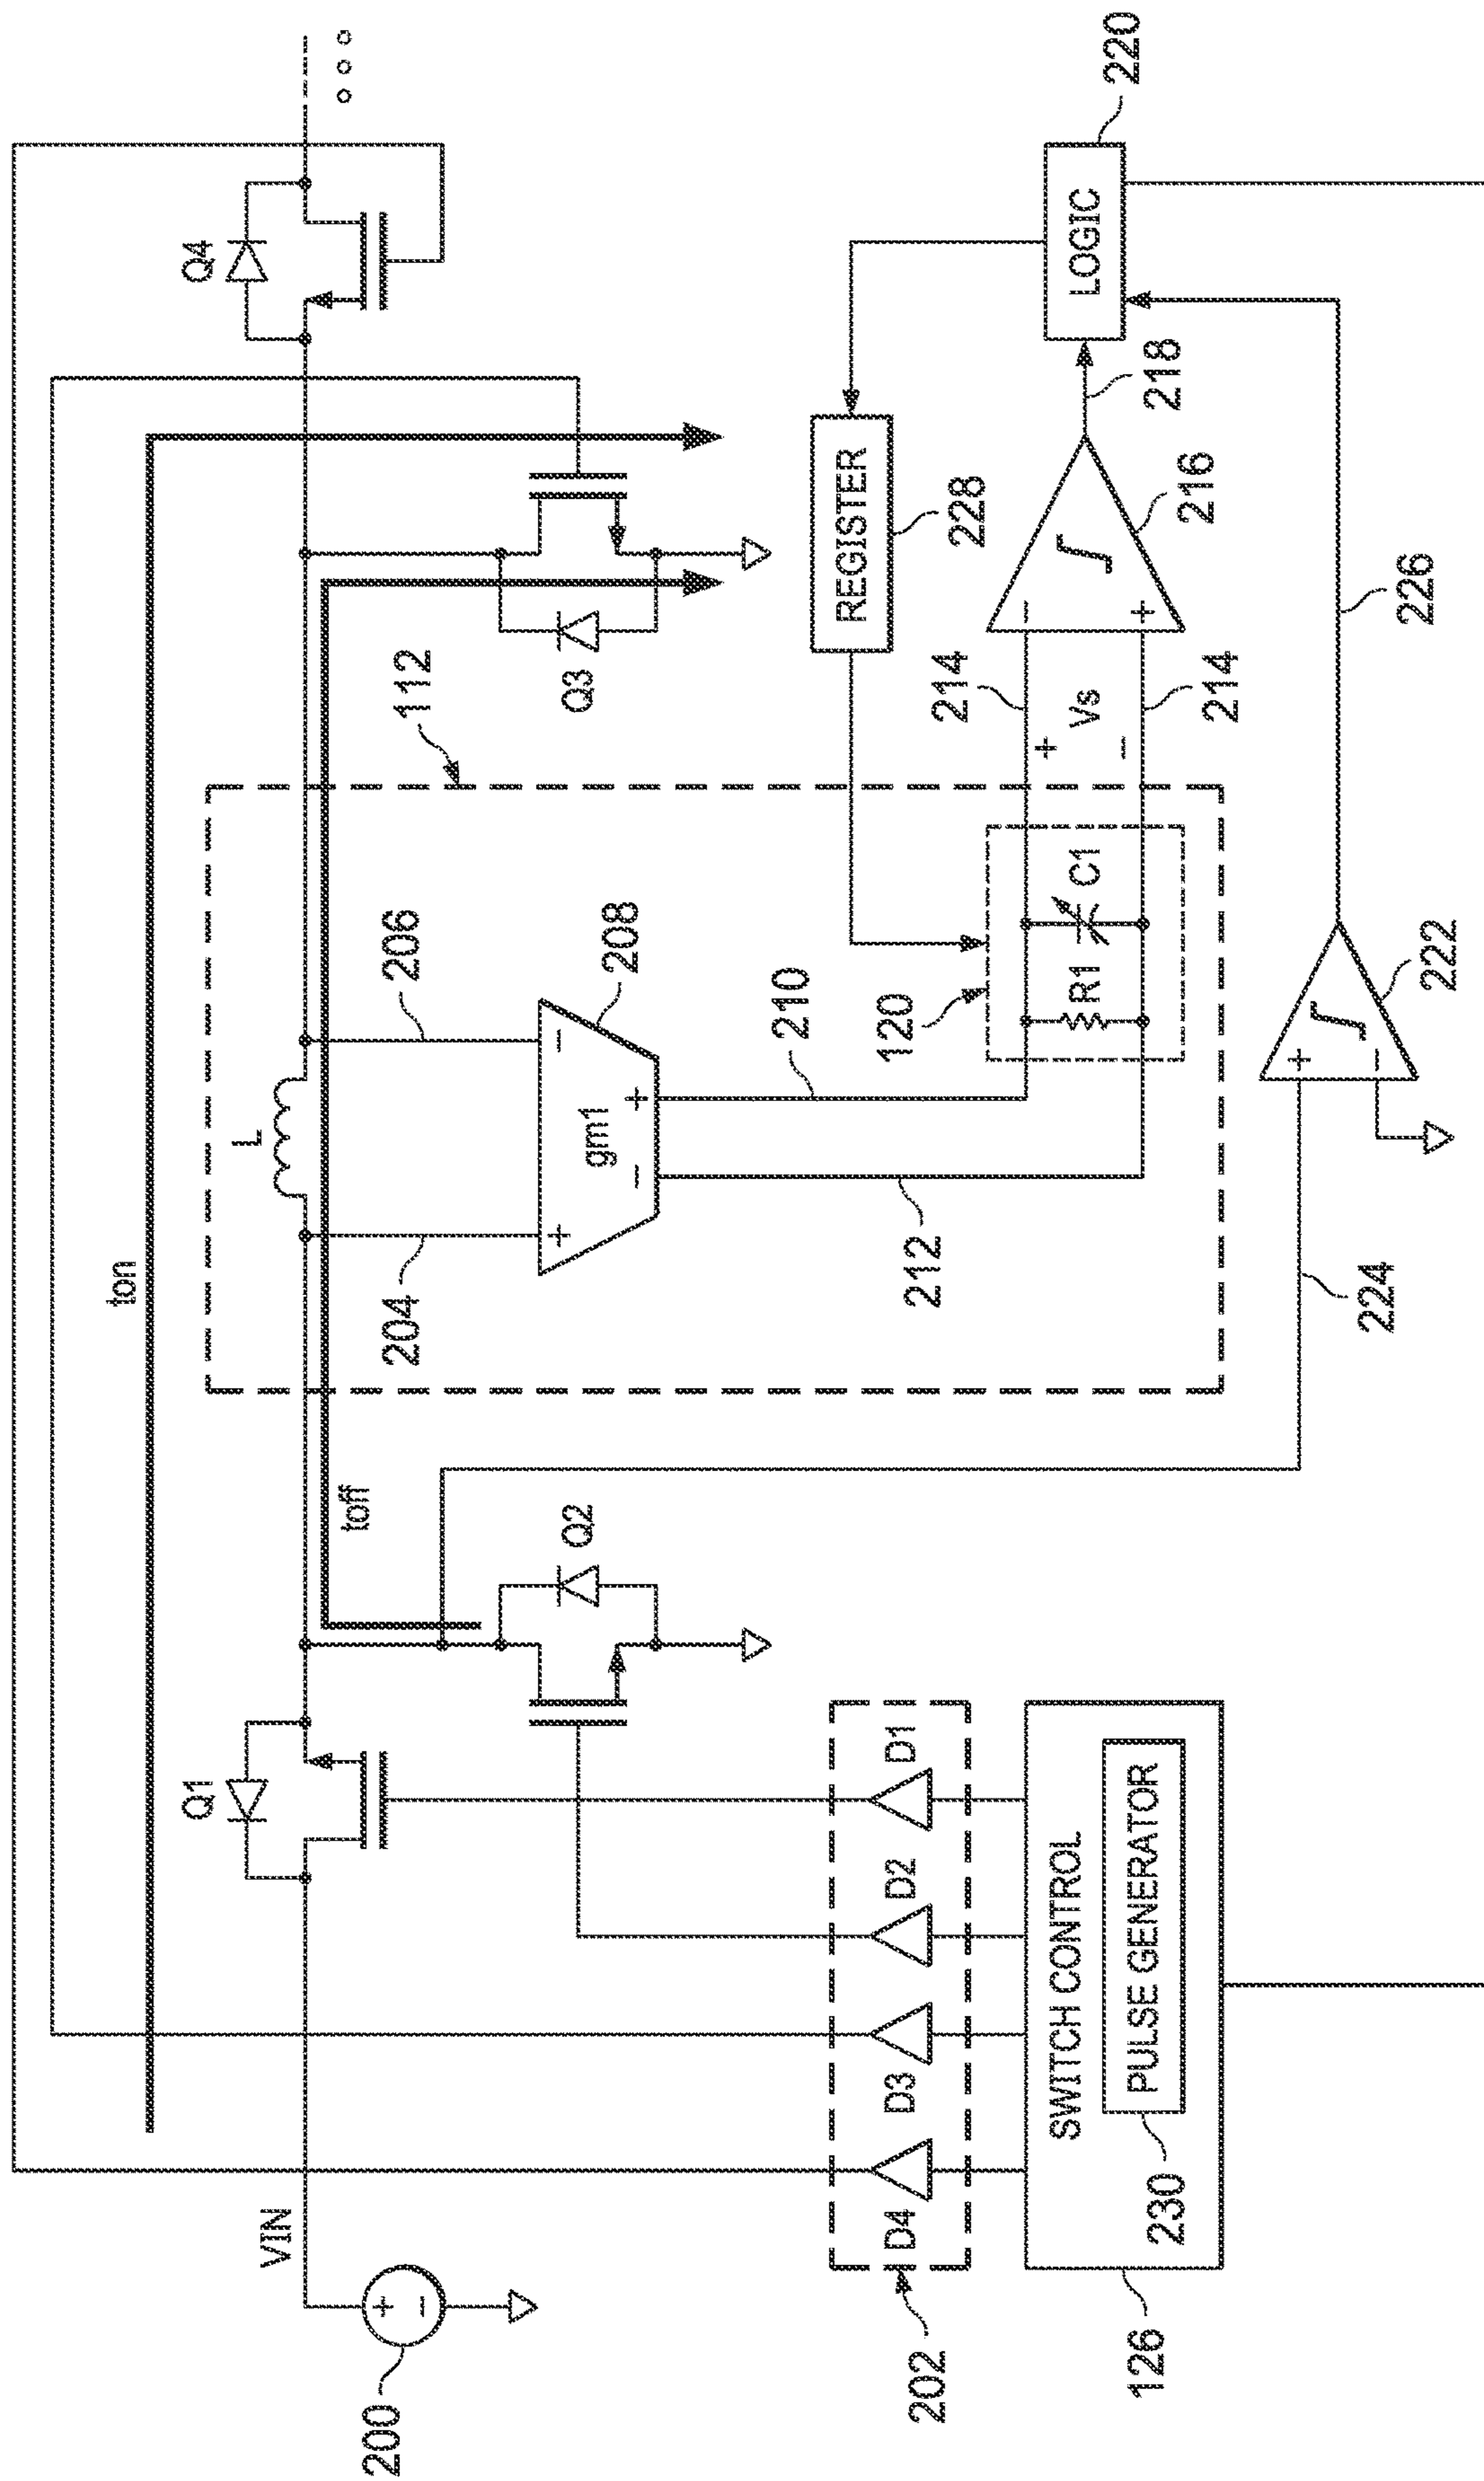 ton
VIN
200
+
−
Q1
toff
Q2
L
204
+
206
−
gm1
−
+
208
112
Q3
Q4
210
212
120
R1
C1
214
+
Vs
−
214
−
+
216
218
LOGIC
220
REGISTER
228
224
+
−
222
226
202
D4
D3
D2
D1
SWITCH CONTROL
PULSE GENERATOR
230
126